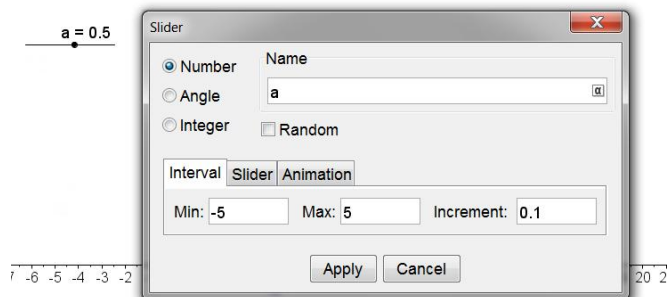 a = 0.5
Slider
Number
Name
Angle
a
α
Integer
Random
Interval Slider Animation
Min: -5 Max: 5 Increment: 0.1
Apply Cancel
-6 -5 -4 -3 -2 20